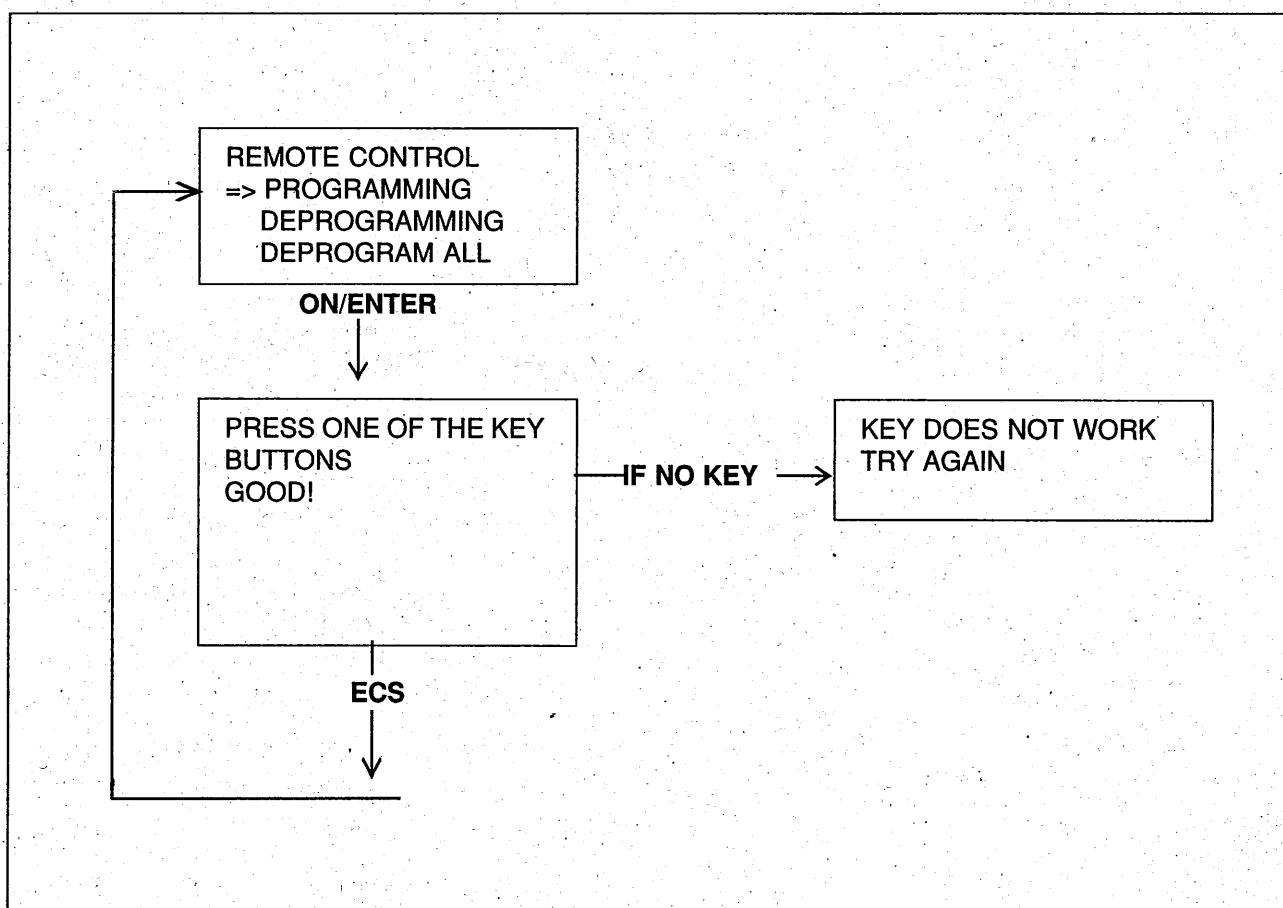 REMOTE CONTROL
=> PROGRAMMING
DEPROGRAMMING
DEPROGRAM ALL
ON/ENTER
PRESS ONE OF THE KEY
BUTTONS
GOOD!
IF NO KEY
KEY DOES NOT WORK
TRY AGAIN
ECS